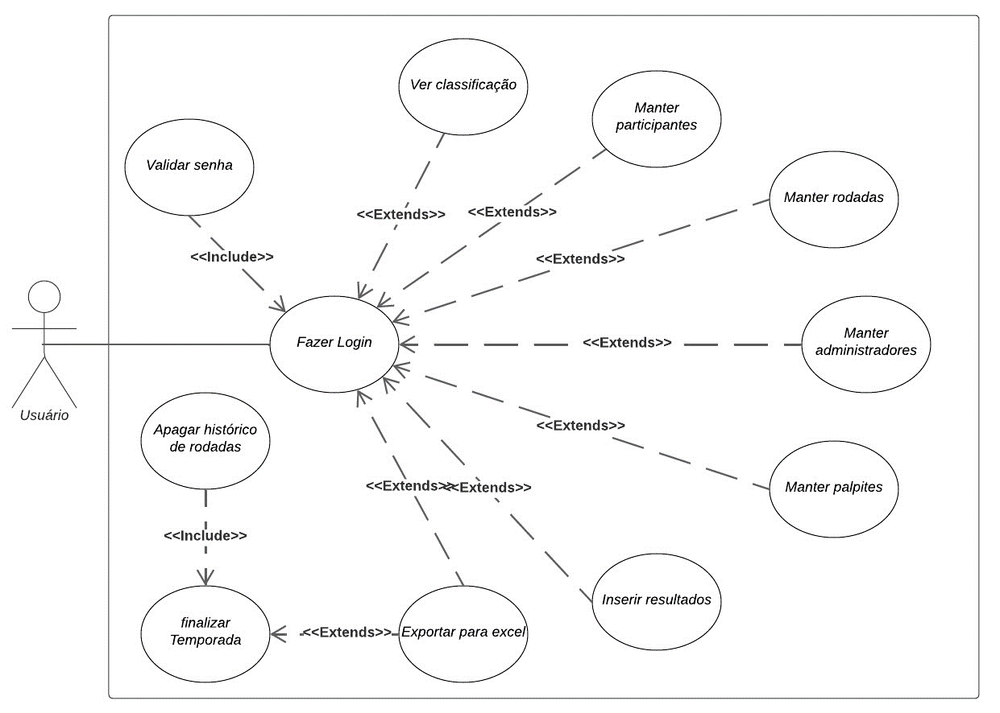 Ver classificação
Manter
participantes
Validar senha
Manter rodadas
<<Extends>>
<<Extends>>
<<Include>>
<<Extends>>
Fazer Login
<<Extends>>
Manter
administradores
Usuário
Apagar histórico
de rodadas
<<Extends>>
<<Extends>>
<<Extends>>
Manter palpites
<<Include>>
Inserir resultados
finalizar
Temporada
<<Extends>>
Exportar para excel